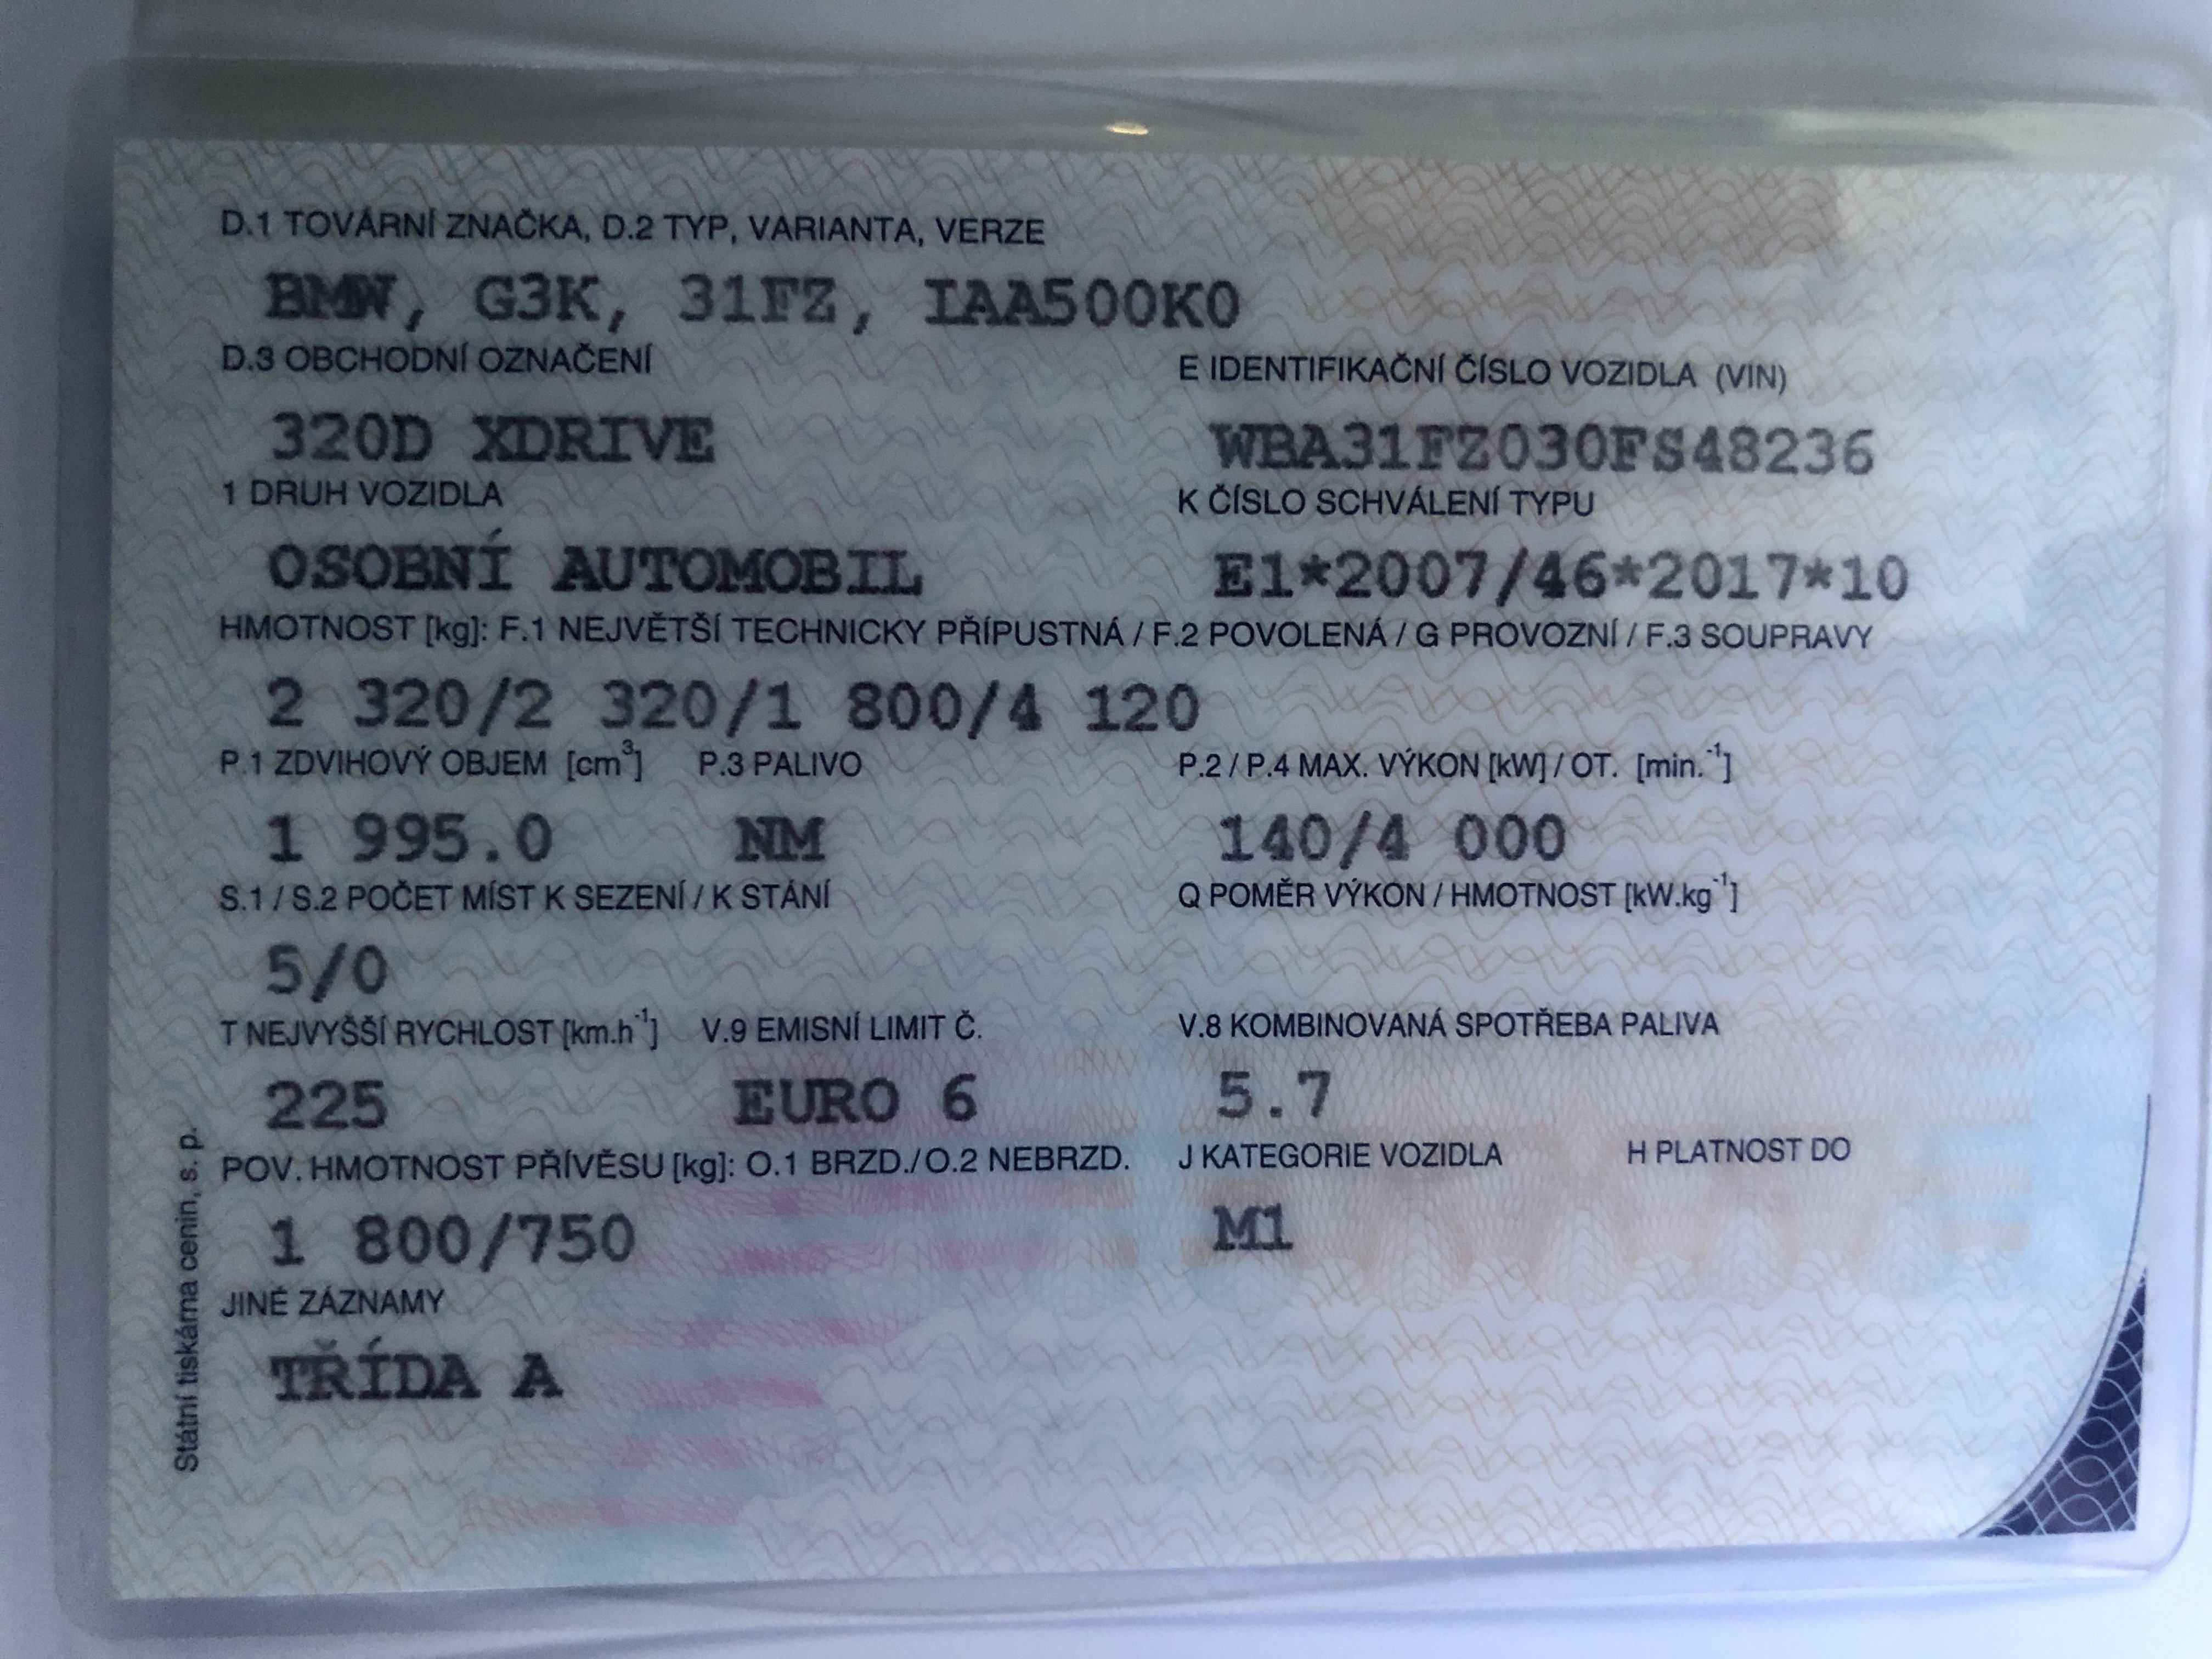 D.1 TOVÁRNÍ ZNAČKA, D.2 TYP, VARIANTA, VERZE
BMW, G3K, 31FZ, IAA500K0
D.3 OBCHODNÍ OZNAČENÍ E IDENTIFIKAČNÍ ČÍSLO VOZIDLA (VIN)
320D XDRIVE WBA31FZ030FS48236
1 DRUH VOZIDLA K ČÍSLO SCHVÁLENÍ TYPU
OSOBNÍ AUTOMOBIL E1*2007/46*2017*10
HMOTNOST [kg]: F.1 NEJVĚTŠÍ TECHNICKY PŘÍPUSTNÁ / F.2 POVOLENÁ / G PROVOZNÍ / F.3 SOUPRAVY
2 320/2 320/1 800/4 120
P.1 ZDVIHOVÝ OBJEM [cm³] P.3 PALIVO P.2 / P.4 MAX. VÝKON [kW] / OT. [min.⁻¹]
1 995.0 NM 140/4 000
S.1 / S.2 POČET MÍST K SEZENÍ / K STÁNÍ Q POMĚR VÝKON / HMOTNOST [kW.kg⁻¹]
5/0
T NEJVYŠŠÍ RYCHLOST [km.h⁻¹] V.9 EMISNÍ LIMIT Č. V.8 KOMBINOVANÁ SPOTŘEBA PALIVA
225 EURO 6 5.7
POV. HMOTNOST PŘÍVĚSU [kg]: O.1 BRZD./O.2 NEBRZD. J KATEGORIE VOZIDLA H PLATNOST DO
1 800/750 M1
JINÉ ZÁZNAMY
TŘÍDA A
Státní tiskárna cenin, s. p.